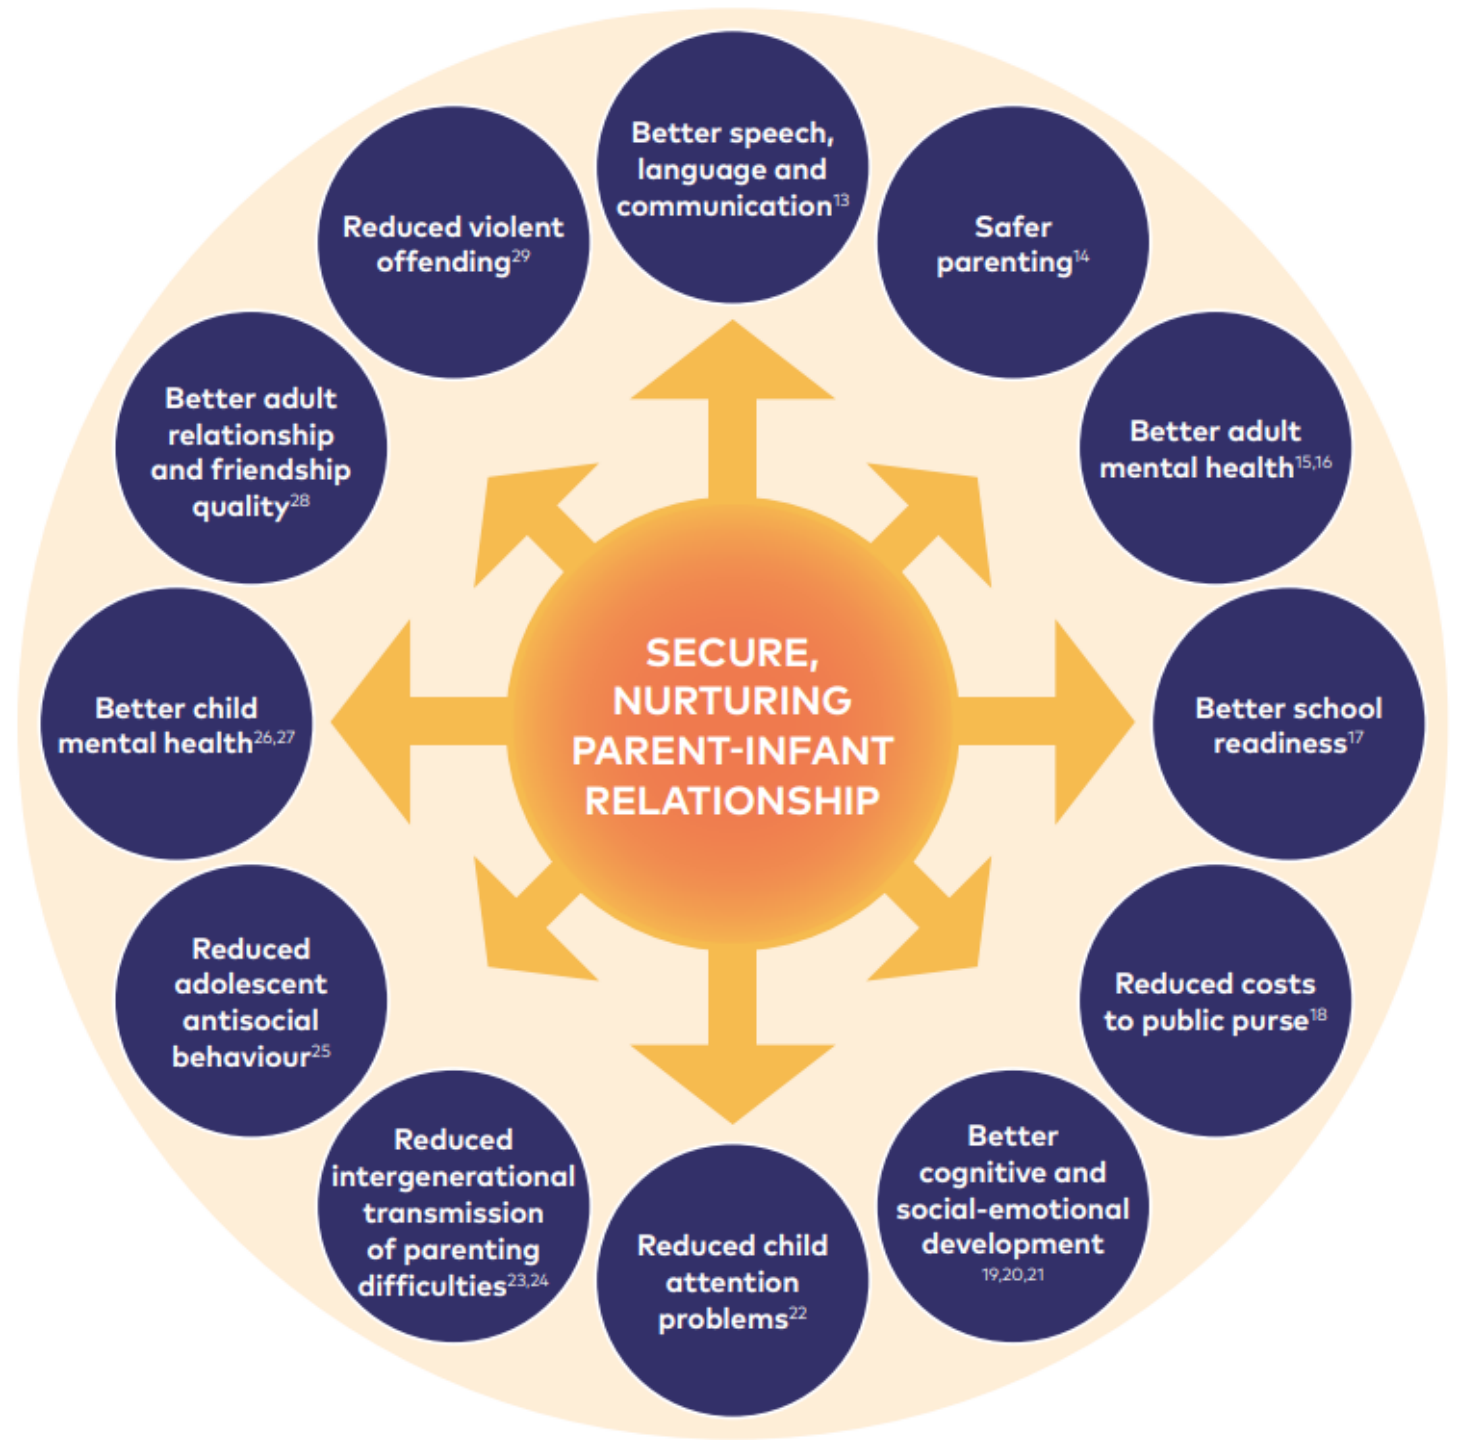 Better speech,
language and
communication13
Safer
parenting14
Better adult
mental health15,16
Better school
readiness17
Reduced costs
to public purse18
Better
cognitive and
social-emotional
development
19,20,21
Reduced child
attention
problems22
Reduced
intergenerational
transmission
of parenting
difficulties23,24
Reduced
adolescent
antisocial
behaviour25
Better child
mental health26,27
Better adult
relationship
and friendship
quality28
Reduced violent
offending29
SECURE,
NURTURING
PARENT-INFANT
RELATIONSHIP